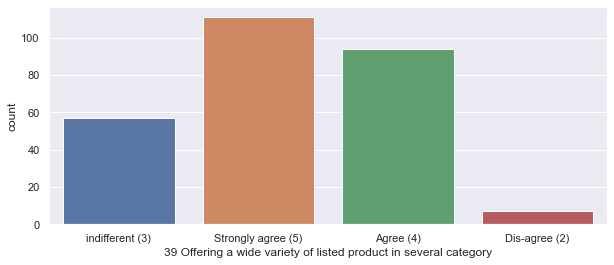 count
100
80
60
40
20
0
indifferent (3) Strongly agree (5) Agree (4) Dis-agree (2)
39 Offering a wide variety of listed product in several category